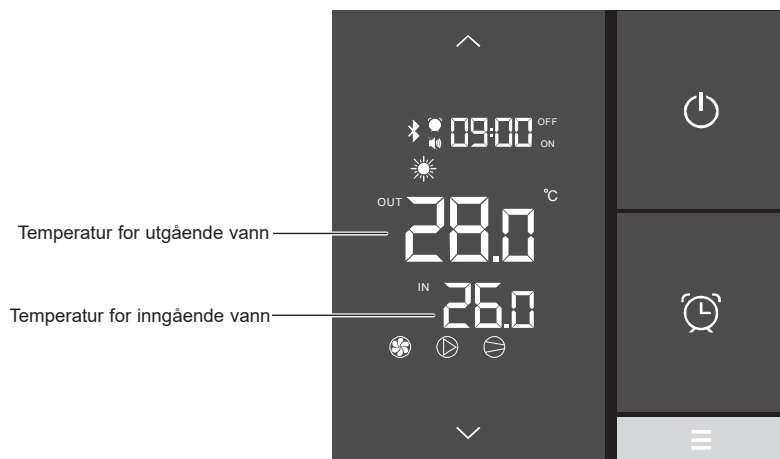 09:00 OFF
ON
OUT 28.0 °C
Temperatur for utgående vann
IN 26.0
Temperatur for inngående vann